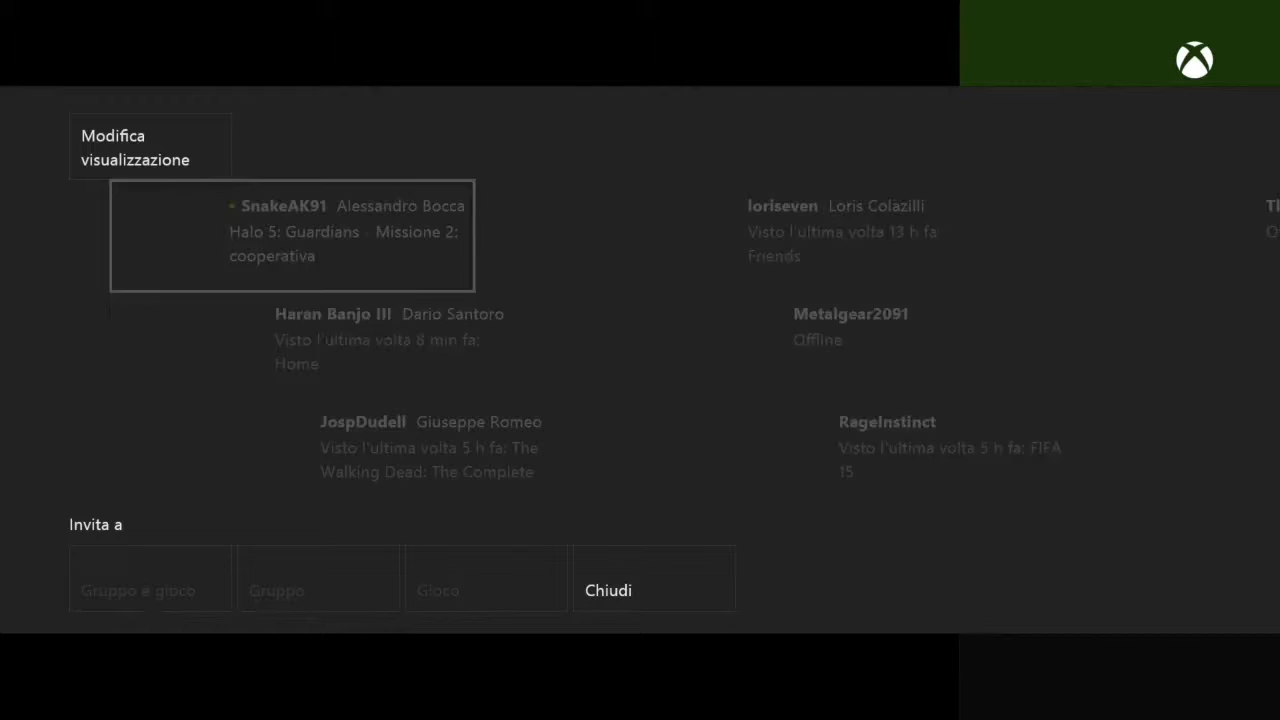 Modifica
visualizzazione
SnakeAK91 Alessandro Bocca
Halo 5: Guardians - Missione 2:
cooperativa
loriseven Loris Colazilli
Visto l'ultima volta 13 h fa:
Friends
Haran Banjo III Dario Santoro
Visto l'ultima volta 8 min fa:
Home
Metalgear2091
Offline
JospDudell Giuseppe Romeo
Visto l'ultima volta 5 h fa: The
Walking Dead: The Complete
RageInstinct
Visto l'ultima volta 5 h fa: FIFA
15
Invita a
Gruppo e gioco
Gruppo
Gioco
Chiudi